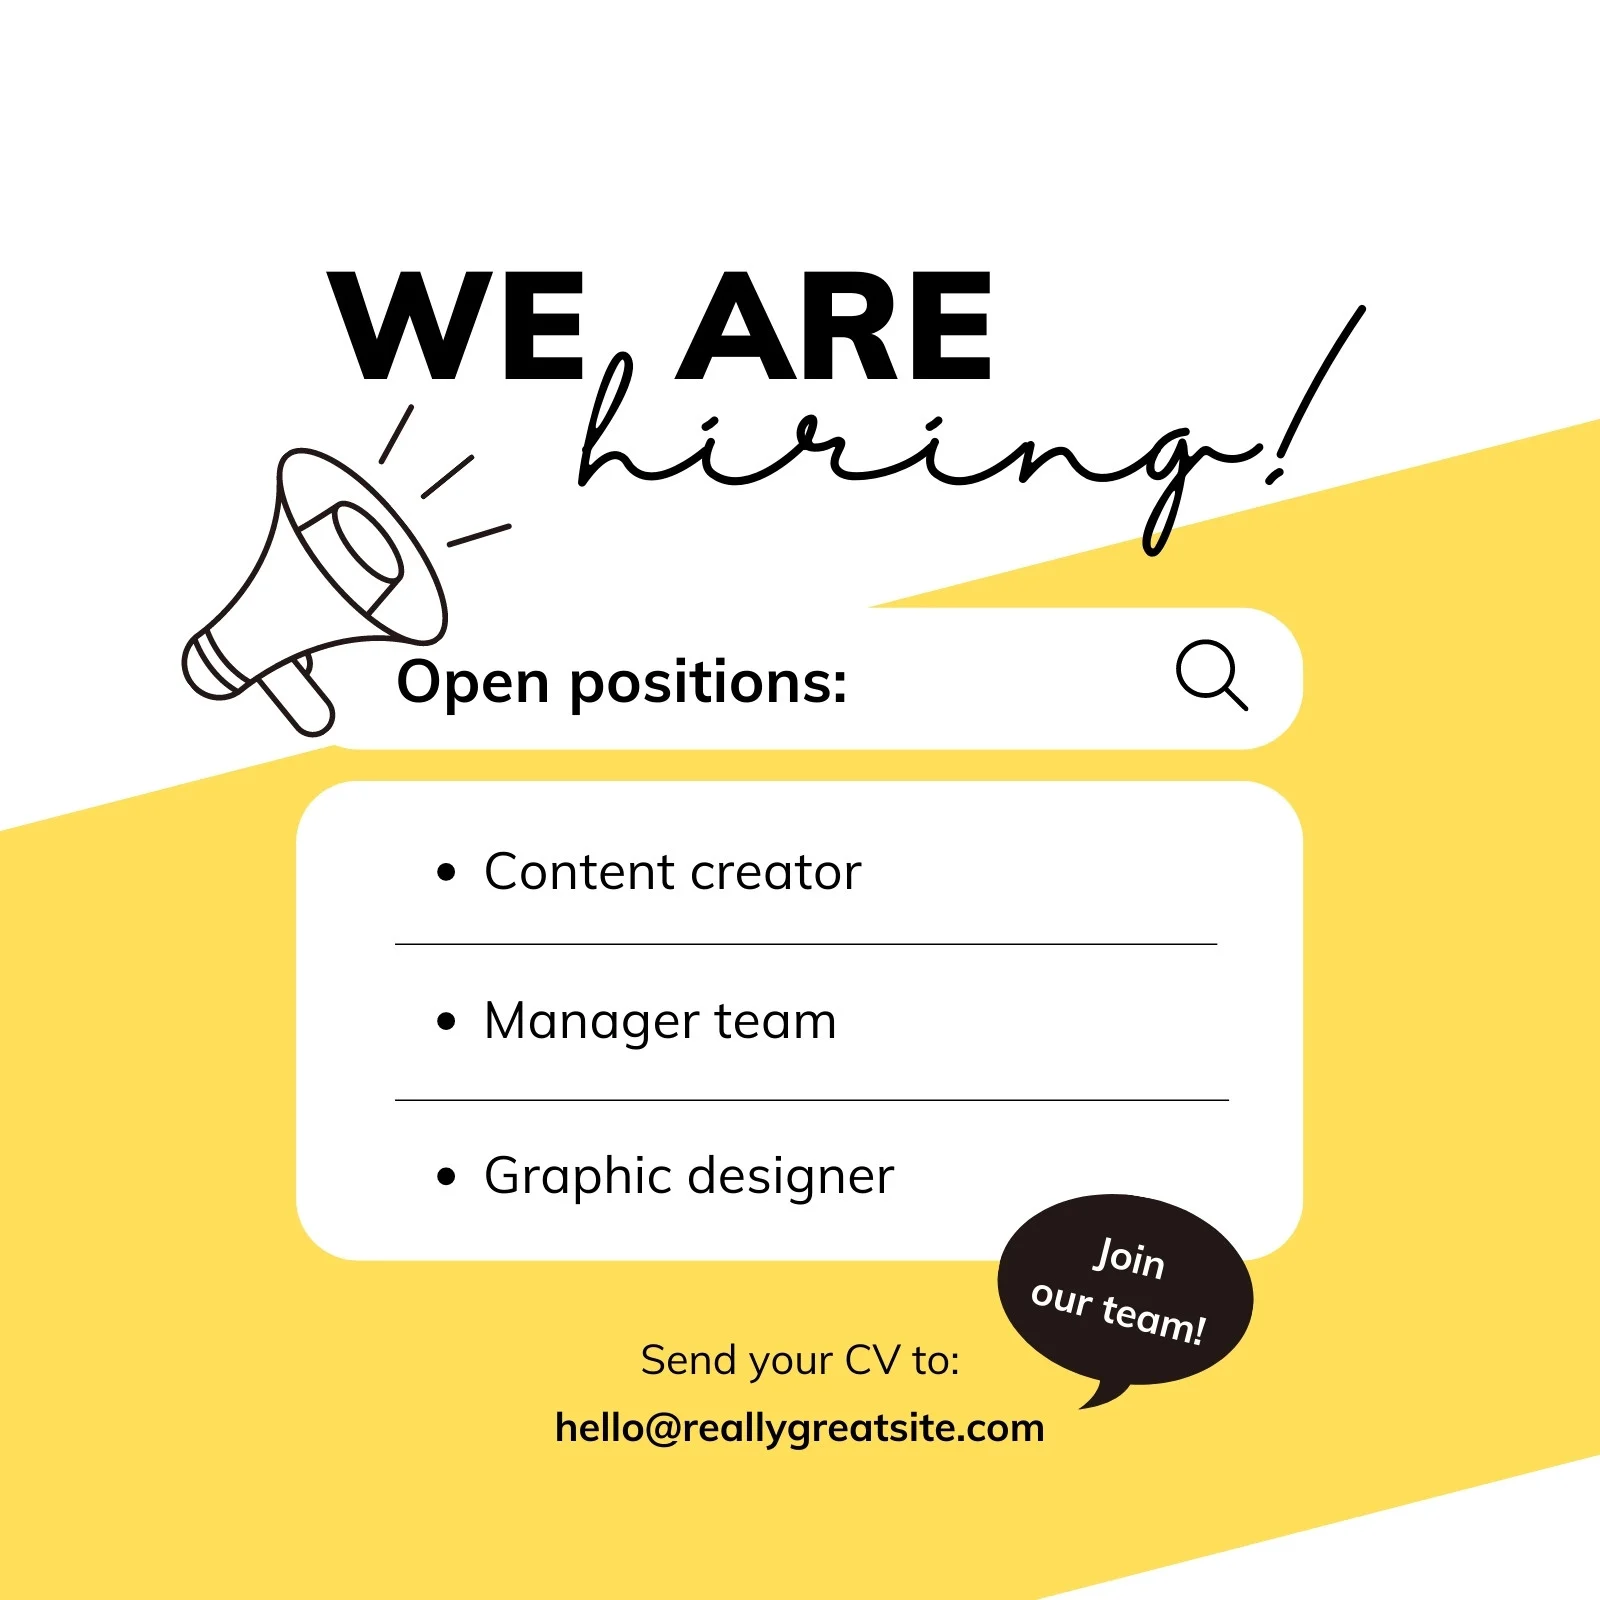 WE ARE
hiring!
Open positions:
• Content creator
• Manager team
• Graphic designer
Join
our team!
Send your CV to:
hello@reallygreatsite.com